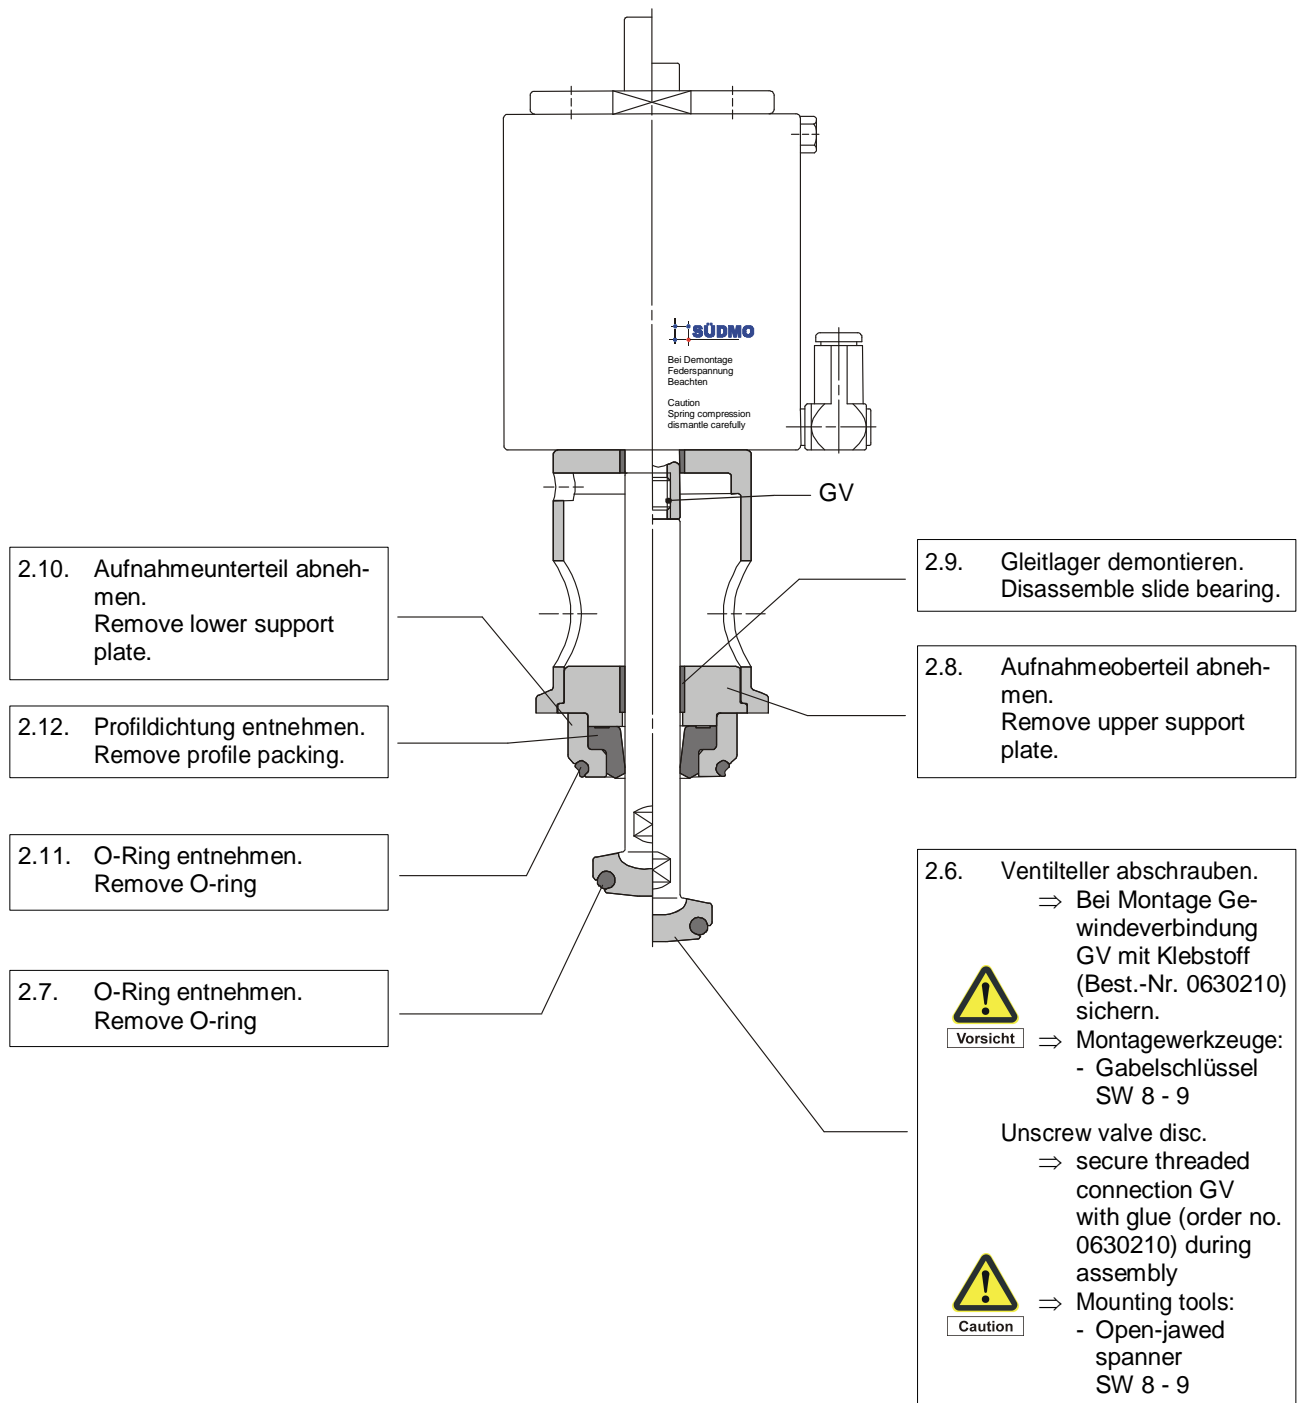 SÜDMO
Bei Demontage
Federspannung
Beachten
Caution
Spring compression
dismantle carefully
GV
2.10. Aufnahmeunterteil abneh-
men.
Remove lower support
plate.
2.12. Profildichtung entnehmen.
Remove profile packing.
2.11. O-Ring entnehmen.
Remove O-ring
2.7. O-Ring entnehmen.
Remove O-ring
2.9. Gleitlager demontieren.
Disassemble slide bearing.
2.8. Aufnahmeoberteil abneh-
men.
Remove upper support
plate.
2.6. Ventilteller abschrauben.
⇒ Bei Montage Ge-
windeverbindung
GV mit Klebstoff
(Best.-Nr. 0630210)
sichern.
Vorsicht
⇒ Montagewerkzeuge:
- Gabelschlüssel
SW 8 - 9
Unscrew valve disc.
⇒ secure threaded
connection GV
with glue (order no.
0630210) during
assembly
Caution
⇒ Mounting tools:
- Open-jawed
spanner
SW 8 - 9